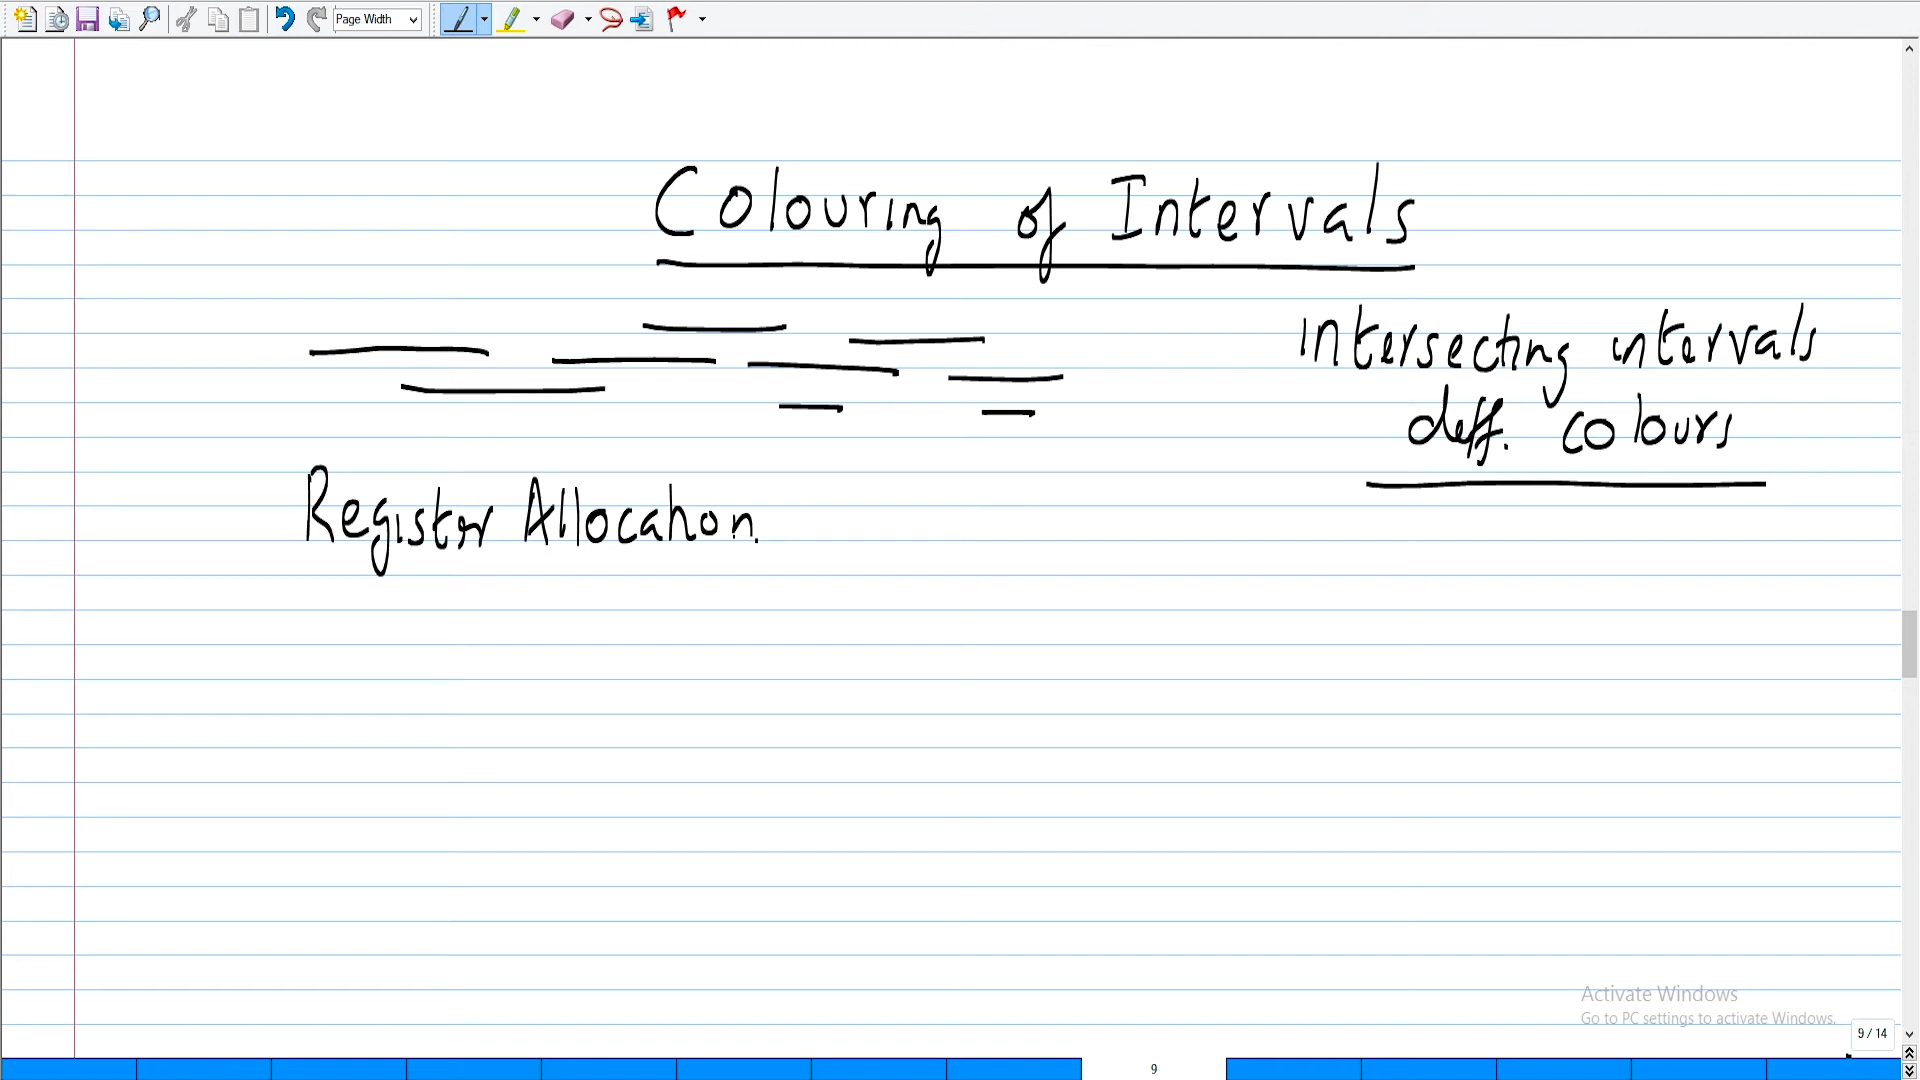 Page Width
Colouring of Intervals
Intersecting intervals
diff. colours
Register Allocation.
Activate Windows
Go to PC settings to activate Windows.
9 / 14
9